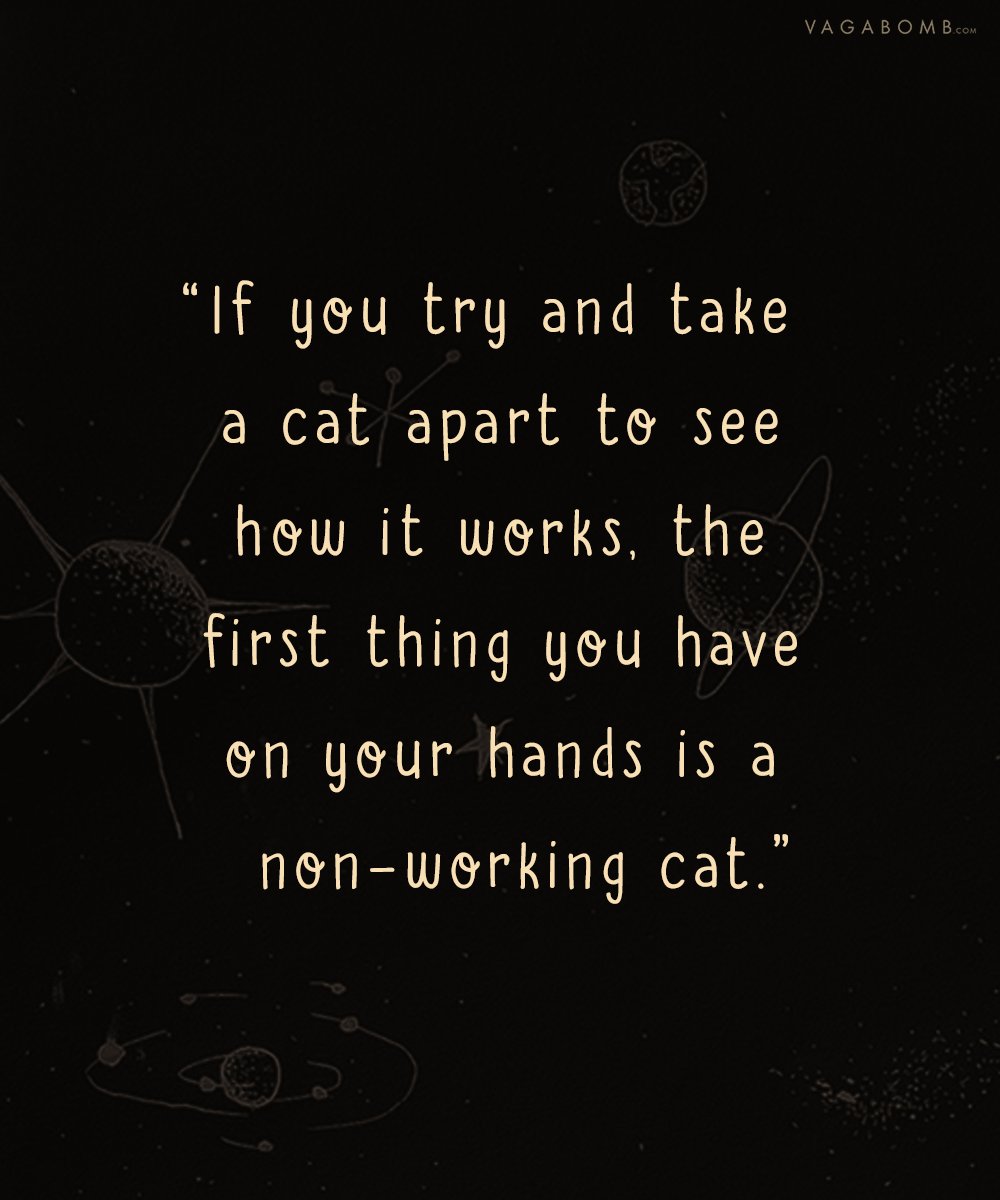 VAGABOMB.COM
“If you try and take
a cat apart to see
how it works, the
first thing you have
on your hands is a
non-working cat.”